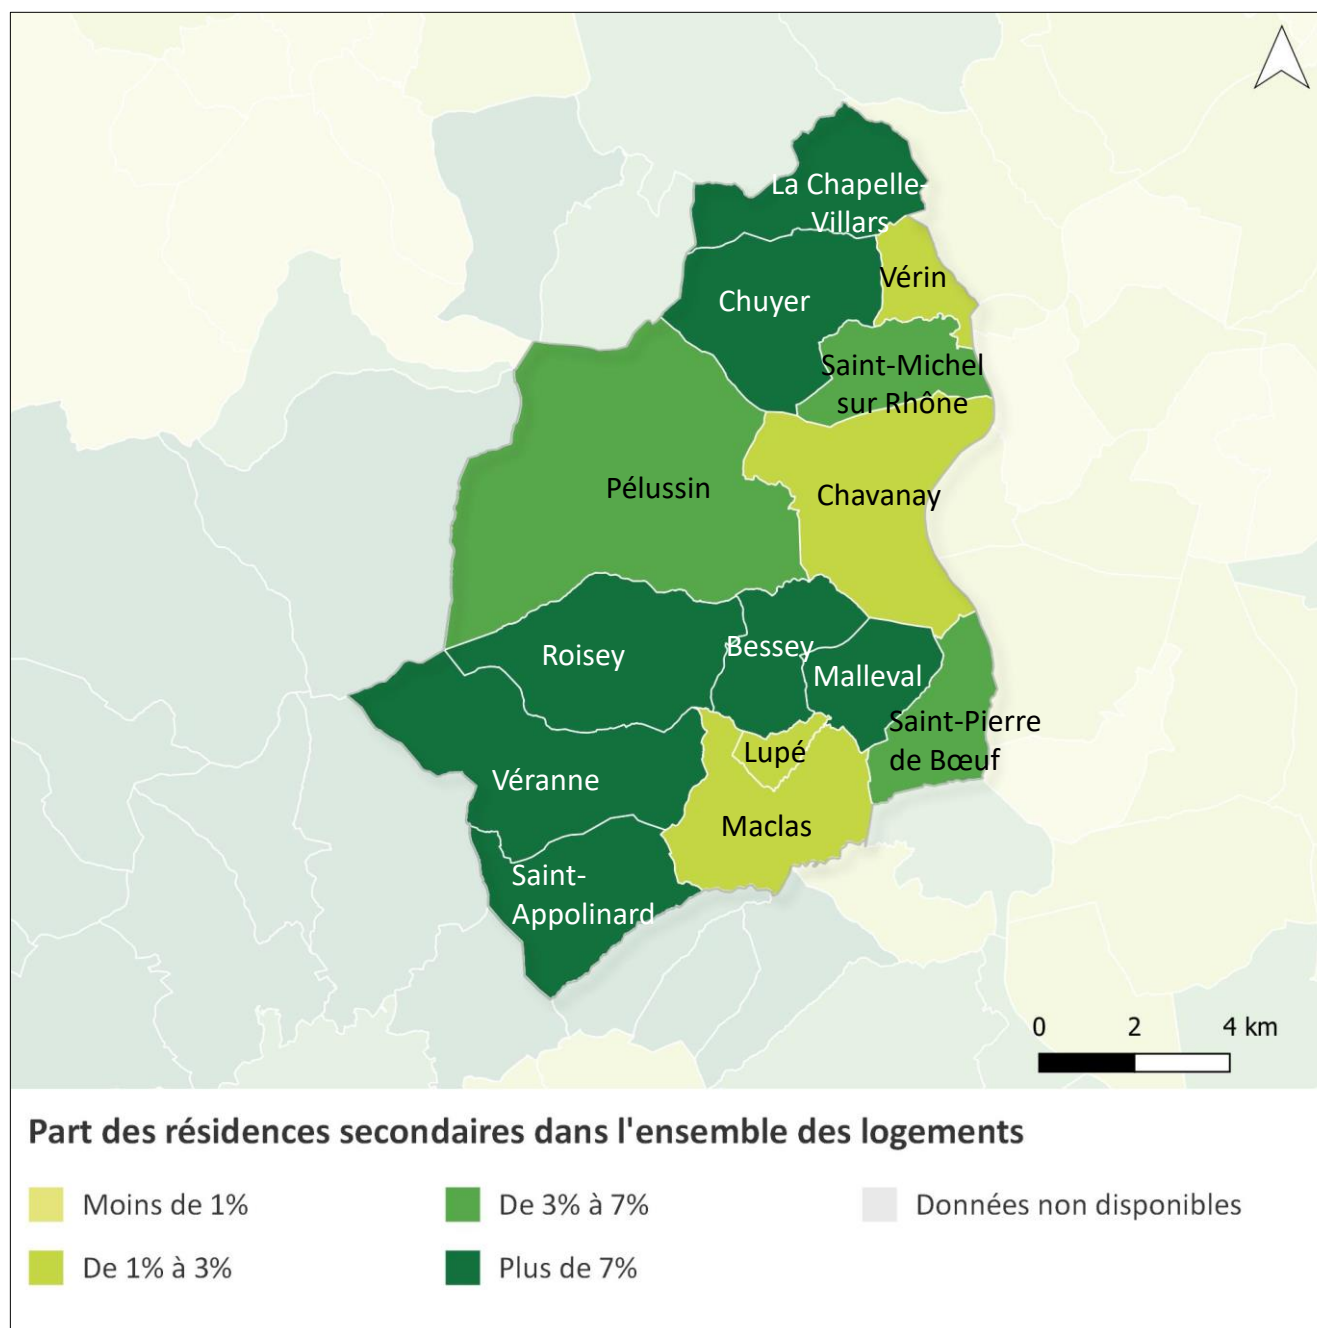 La Chapelle-
Villars
Vérin
Chuyer
Saint-Michel
sur Rhône
Pélussin
Chavanay
Roisey
Bessey
Malleval
Saint-Pierre
de Bœuf
Lupé
Véranne
Maclas
Saint-
Appolinard
0 2 4 km
Part des résidences secondaires dans l'ensemble des logements
Moins de 1% De 3% à 7% Données non disponibles
De 1% à 3% Plus de 7%